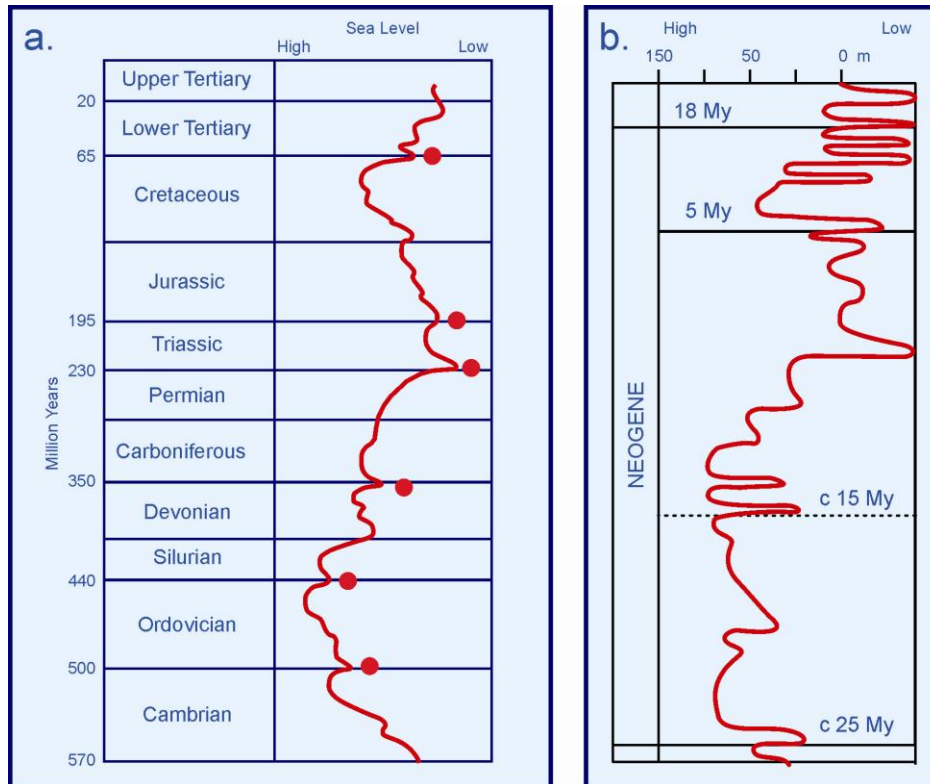 a.
Sea Level
High
Low
Upper Tertiary
20
Lower Tertiary
65
Cretaceous
Jurassic
195
Triassic
230
Permian
Carboniferous
350
Devonian
Silurian
440
Ordovician
500
Cambrian
570
Million Years
b.
High
Low
150
50
0 m
18 My
5 My
NEOGENE
c 15 My
c 25 My